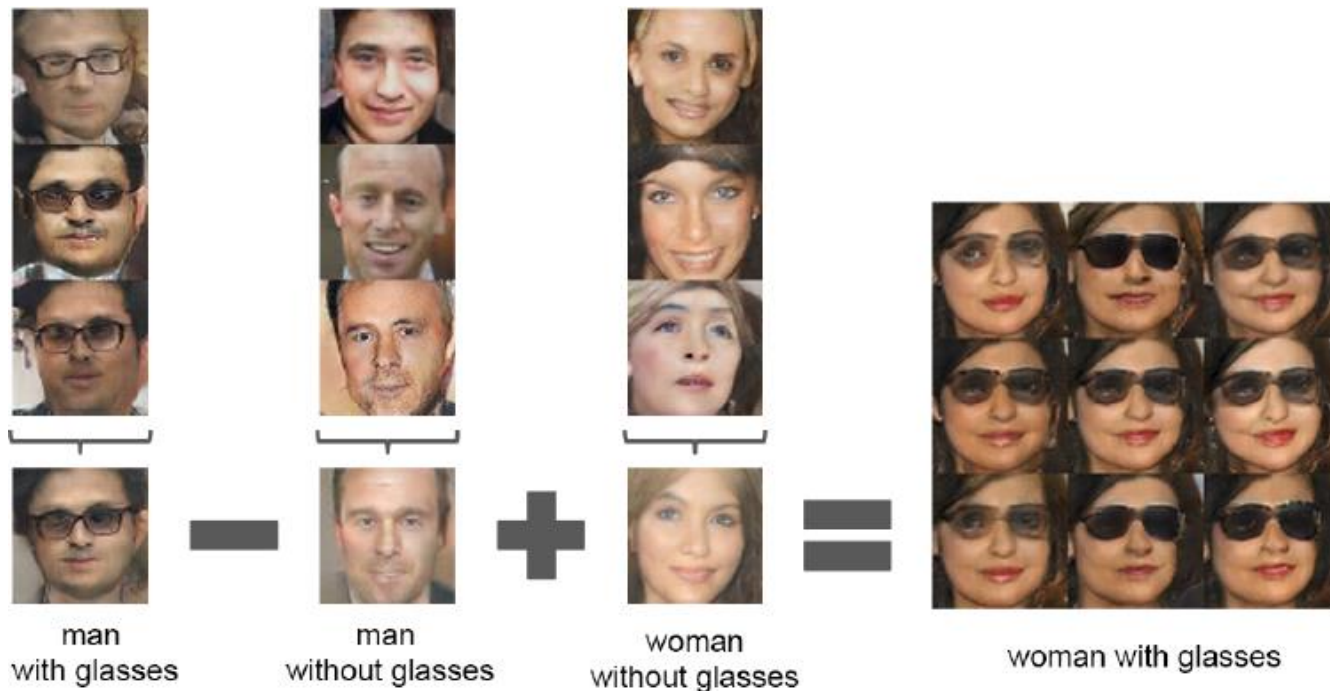 man
with glasses
man
without glasses
woman
without glasses
woman with glasses